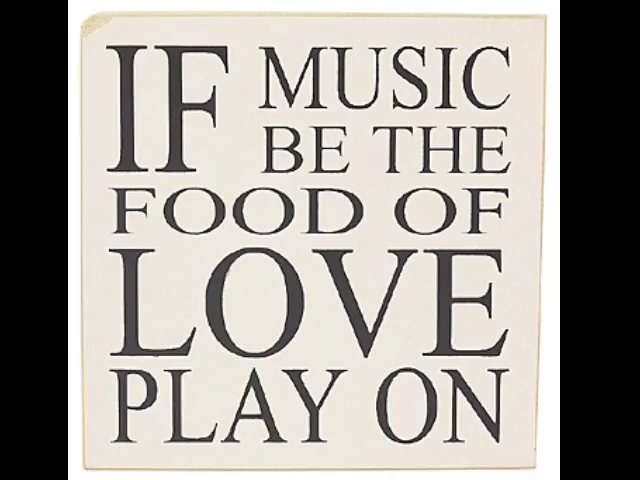 IF MUSIC
BE THE
FOOD OF
LOVE
PLAY ON